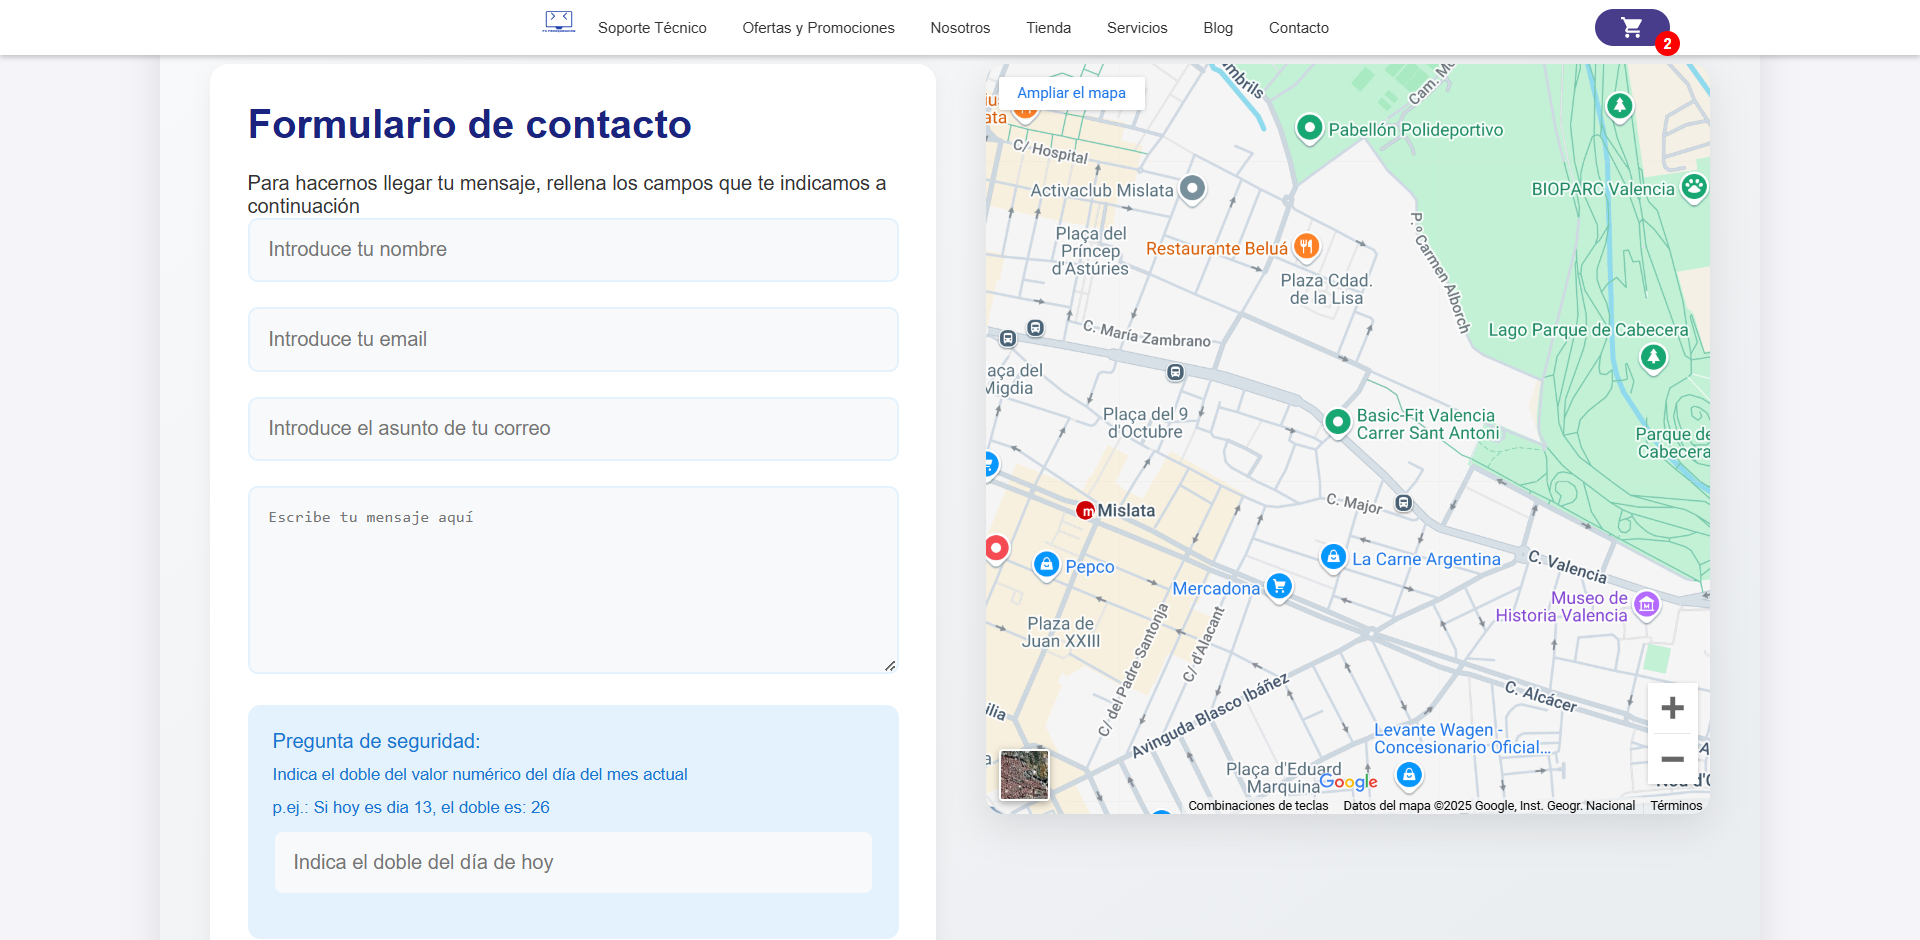 Soporte Técnico
Ofertas y Promociones
Nosotros
Tienda
Servicios
Blog
Contacto
2
Formulario de contacto
Para hacernos llegar tu mensaje, rellena los campos que te indicamos a
continuación
Introduce tu nombre
Introduce tu email
Introduce el asunto de tu correo
Escribe tu mensaje aquí
Pregunta de seguridad:
Indica el doble del valor numérico del día del mes actual
p.ej.: Si hoy es dia 13, el doble es: 26
Indica el doble del día de hoy
Ampliar el mapa
Cam. Mo
Pabellón Polideportivo
C/ Hospital
Activaclub Mislata
BIOPARC Valencia
Plaça del
Príncep
d'Astúries
Restaurante Beluá
P.º Carmen Alborch
Plaza Cdad.
de la Lisa
C. María Zambrano
Lago Parque de Cabecera
aça del
Migdia
Plaça del 9
d'Octubre
Basic-Fit Valencia
Carrer Sant Antoni
Parque de
Cabecera
C. Major
m Mislata
Pepco
La Carne Argentina
C. Valencia
Mercadona
Museo de
Historia Valencia
Plaza de
Juan XXIII
C/ del Padre Santonja
C/ d'Alacant
Avinguda Blasco Ibáñez
C. Alcácer
Levante Wagen -
Concesionario Oficial...
Plaça d'Eduard
Marquina
Google
Combinaciones de teclas
Datos del mapa ©2025 Google, Inst. Geogr. Nacional
Términos